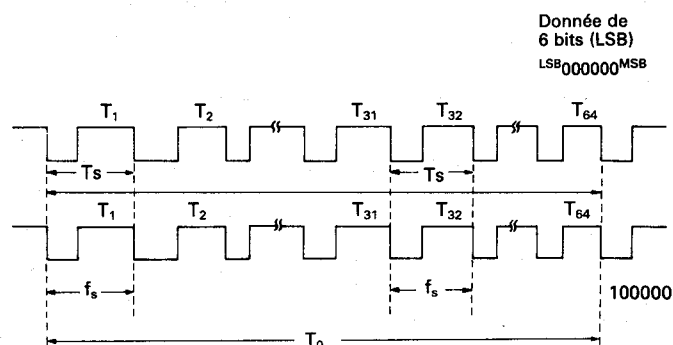 Donnée de
6 bits (LSB)
LSB000000MSB
T1 T2 T31 T32 T64
Ts Ts
T1 T2 T31 T32 T64
fs fs 100000
To